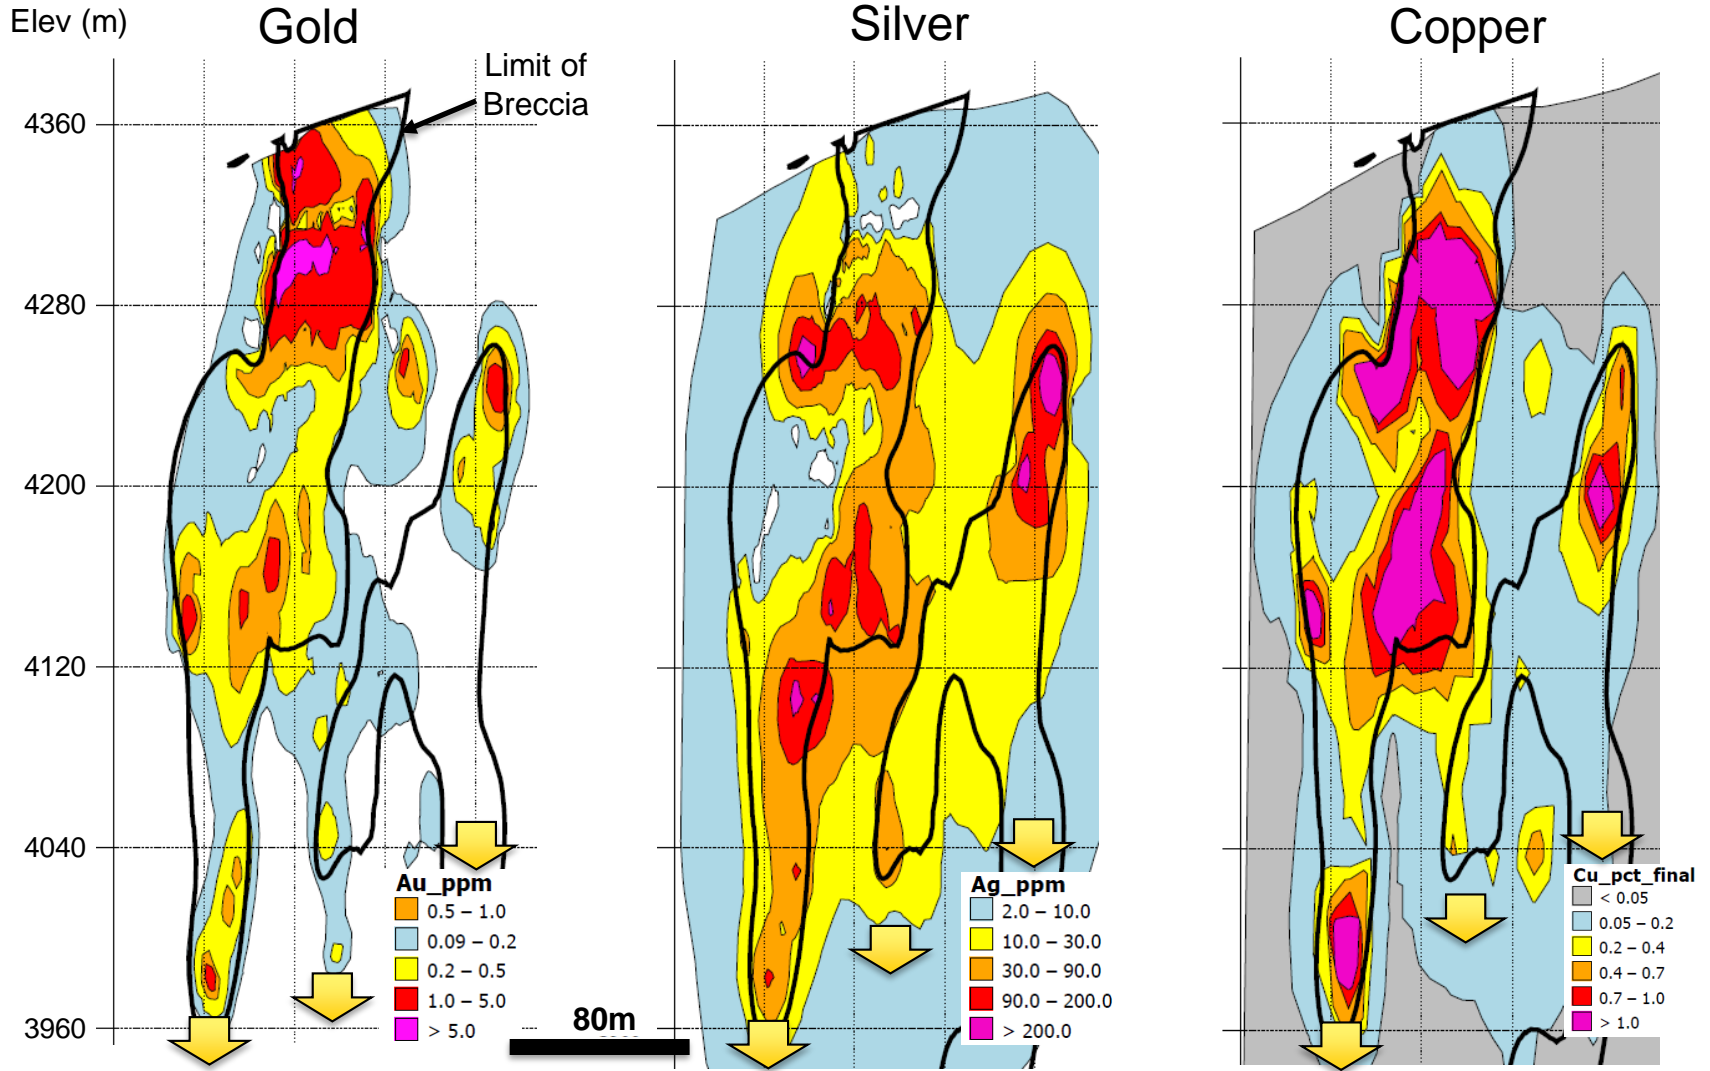 Elev (m)
Gold
Silver
Copper
Limit of
Breccia
4360
4280
4200
4120
4040
3960
Au_ppm
0.5 – 1.0
0.09 – 0.2
0.2 – 0.5
1.0 – 5.0
> 5.0
80m
Ag_ppm
2.0 – 10.0
10.0 – 30.0
30.0 – 90.0
90.0 – 200.0
> 200.0
Cu_pct_final
< 0.05
0.05 – 0.2
0.2 – 0.4
0.4 – 0.7
0.7 – 1.0
> 1.0